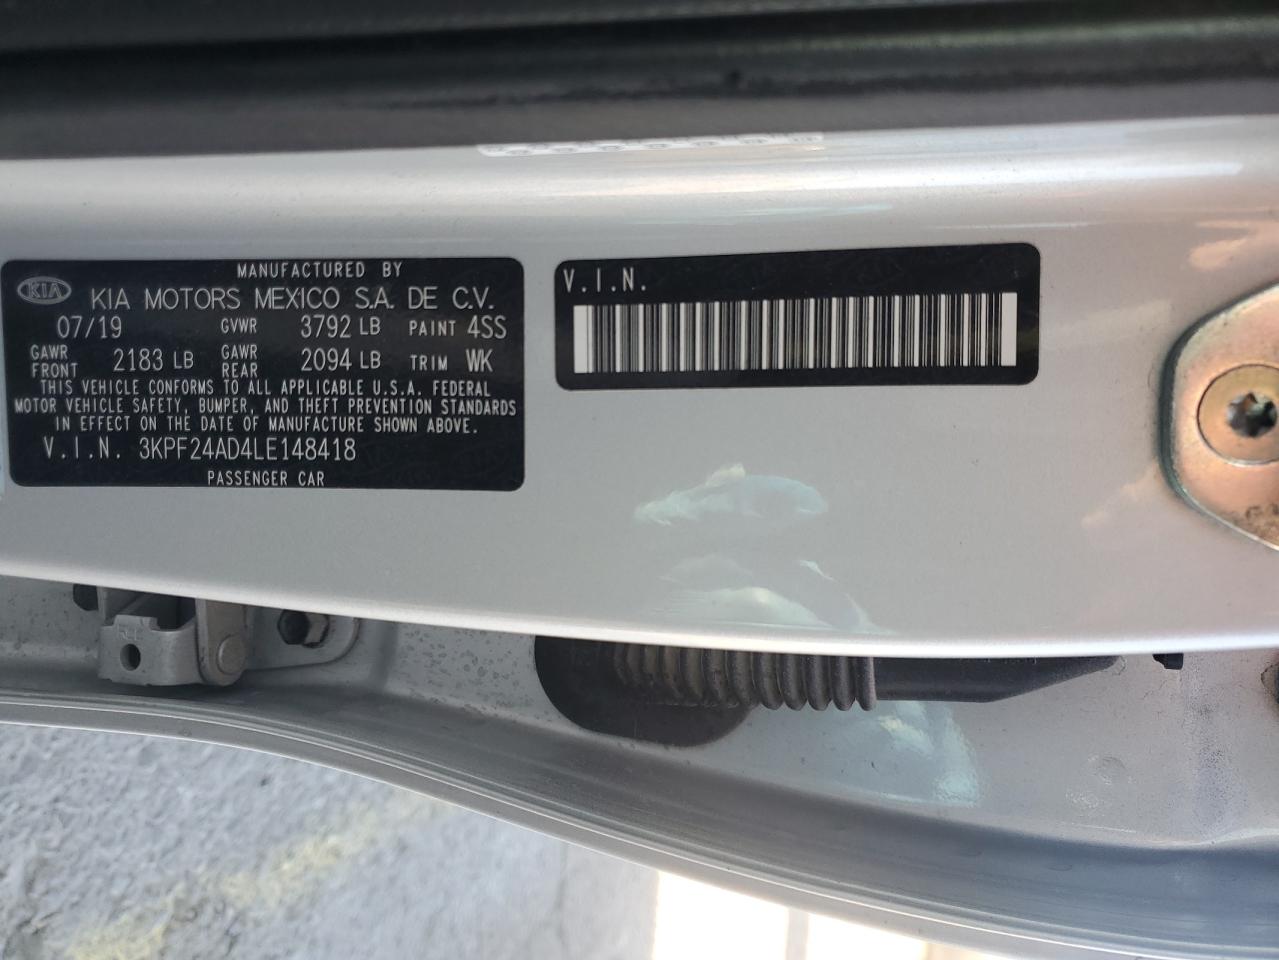 MANUFACTURED BY
KIA KIA MOTORS MEXICO S.A. DE C.V.
07/19 GVWR 3792 LB PAINT 4SS
GAWR FRONT 2183 LB GAWR REAR 2094 LB TRIM WK
THIS VEHICLE CONFORMS TO ALL APPLICABLE U.S.A. FEDERAL
MOTOR VEHICLE SAFETY, BUMPER, AND THEFT PREVENTION STANDARDS
IN EFFECT ON THE DATE OF MANUFACTURE SHOWN ABOVE.
V.I.N. 3KPF24AD4LE148418
PASSENGER CAR
V.I.N.